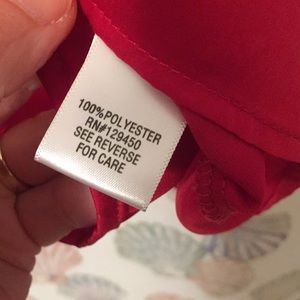 100%POLYESTER
RN#129450
SEE REVERSE
FOR CARE